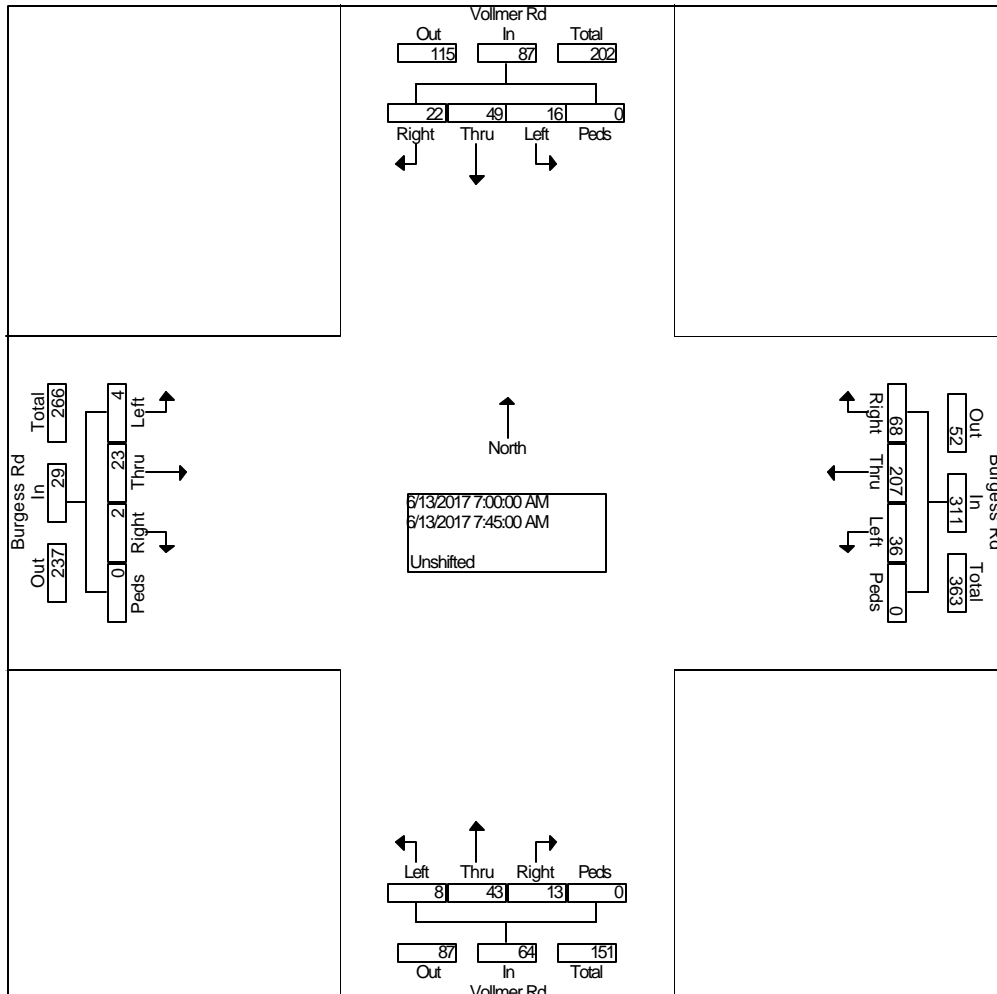 Vollmer Rd
Out In Total
115 87 202
22 49 16 0
Right Thru Left Peds
Burgess Rd
Total In Out
266 29 237
4 23 2 0
Left Thru Right Peds
North
6/13/2017 7:00:00 AM
6/13/2017 7:45:00 AM
Unshifted
Right Thru Left Peds
68 207 36 0
Out In Total
52 311 363
Burgess Rd
Left Thru Right Peds
8 43 13 0
87 64 151
Out In Total
Vollmer Rd